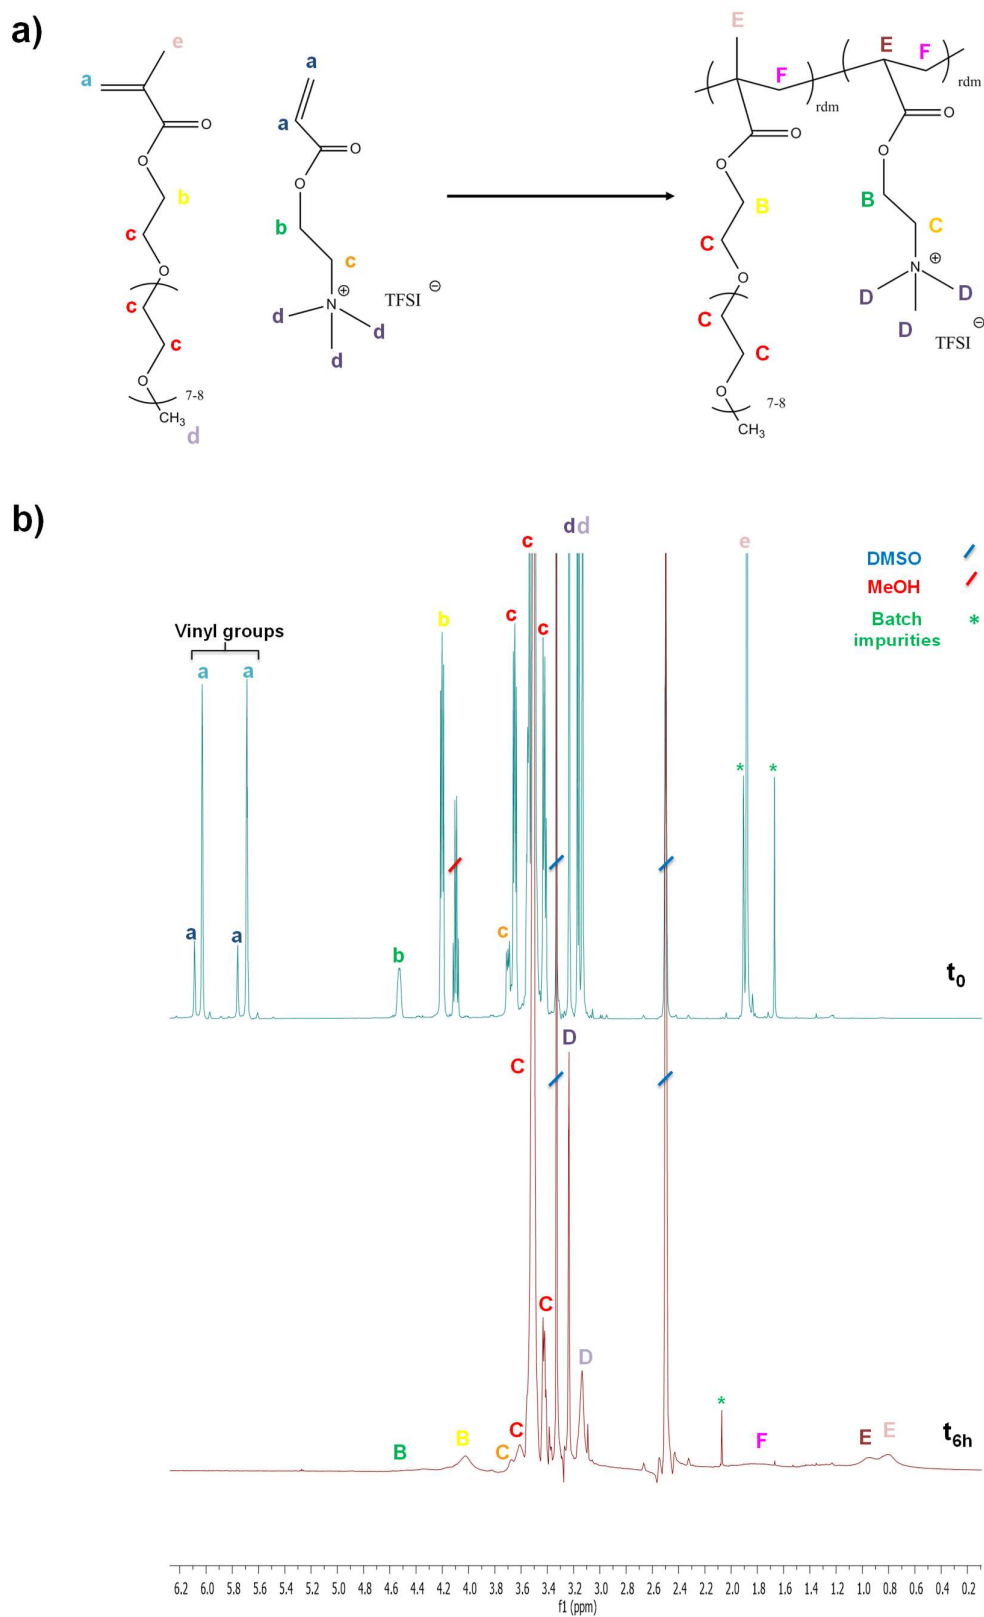 a)
e
a
O
O
b
c
O
c
c
O
7-8
CH3
d
a
a
O
O
b
c
N ⊕
TFSI ⊖
d
d
d
E
F
rdm
O
O
B
C
O
C
C
O
7-8
CH3
E
F
rdm
O
O
B
C
N ⊕
D
D
D
TFSI ⊖
b)
d d
c
e
DMSO
MeOH
Batch *
impurities
Vinyl groups
a a
b
c
c
* *
a
a
b
c
t0
C
D
C
D
*
B
B
C
C
F
E
E
t6h
6.2 6.0 5.8 5.6 5.4 5.2 5.0 4.8 4.6 4.4 4.2 4.0 3.8 3.6 3.4 3.2 3.0 2.8 2.6 2.4 2.2 2.0 1.8 1.6 1.4 1.2 1.0 0.8 0.6 0.4 0.2
f1 (ppm)